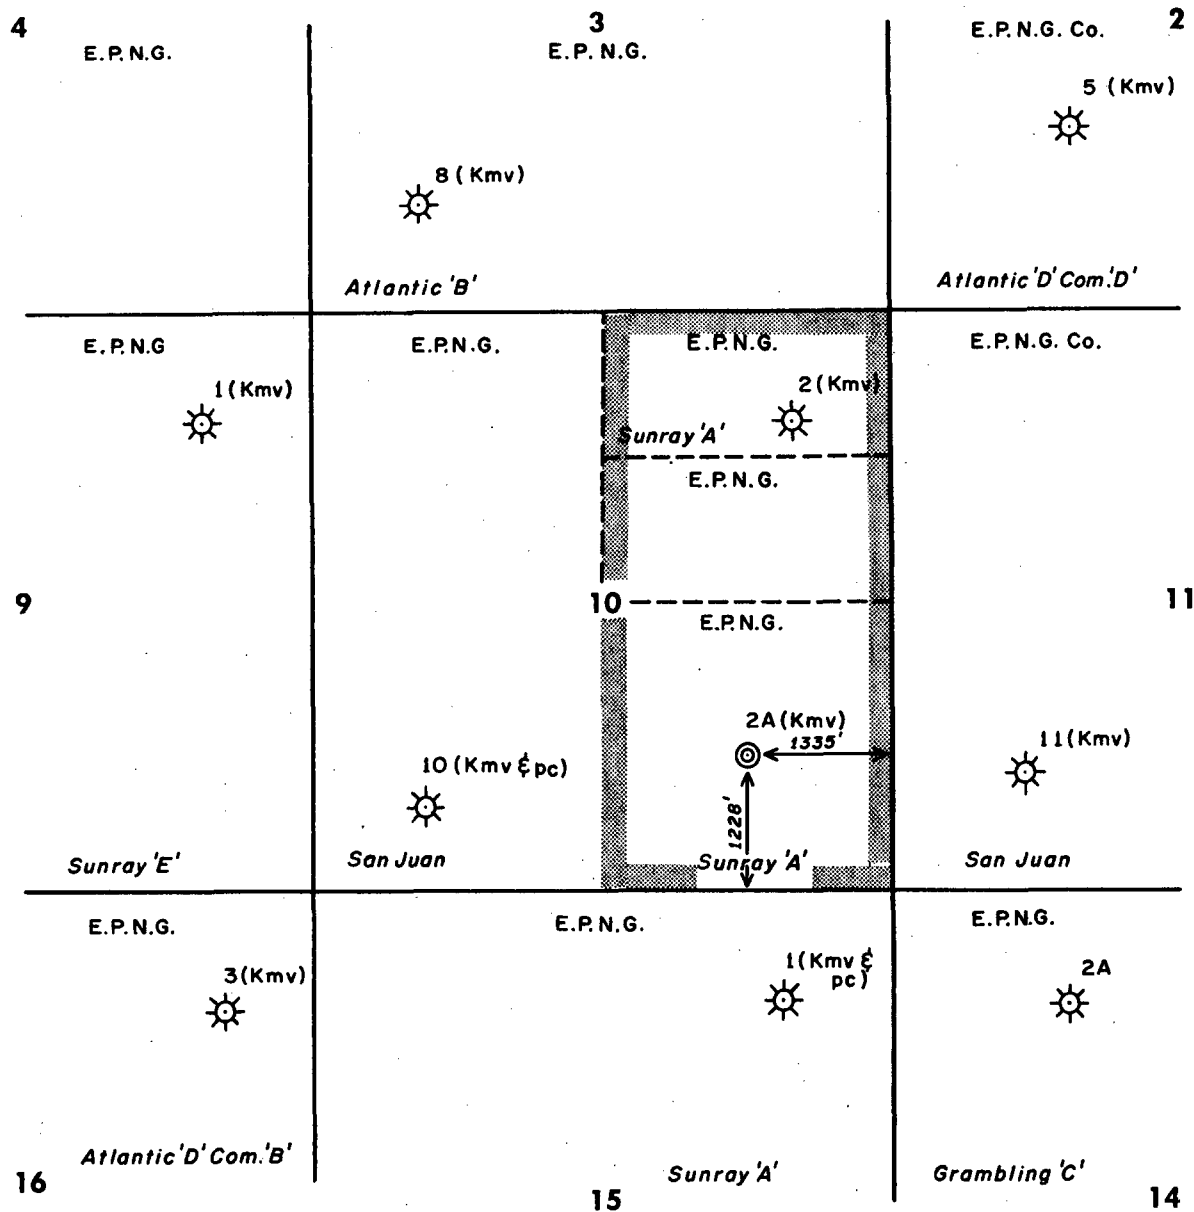 4
3
2
E.P.N.G.
E.P.N.G.
E.P.N.G. Co.
5 (Kmv)
8 (Kmv)
Atlantic 'B'
Atlantic 'D' Com. 'D'
E.P.N.G
E.P.N.G.
E.P.N.G.
E.P.N.G. Co.
1 (Kmv)
2 (Kmv)
Sunray 'A'
E.P.N.G.
9
10
11
E.P.N.G.
2A (Kmv)
1335'
11 (Kmv)
10 (Kmv & pc)
1228'
Sunray 'E'
San Juan
Sunray 'A'
San Juan
E.P.N.G.
E.P.N.G.
E.P.N.G.
3 (Kmv)
1 (Kmv &
pc)
2A
Atlantic 'D' Com. 'B'
Sunray 'A'
Grambling 'C'
16
15
14